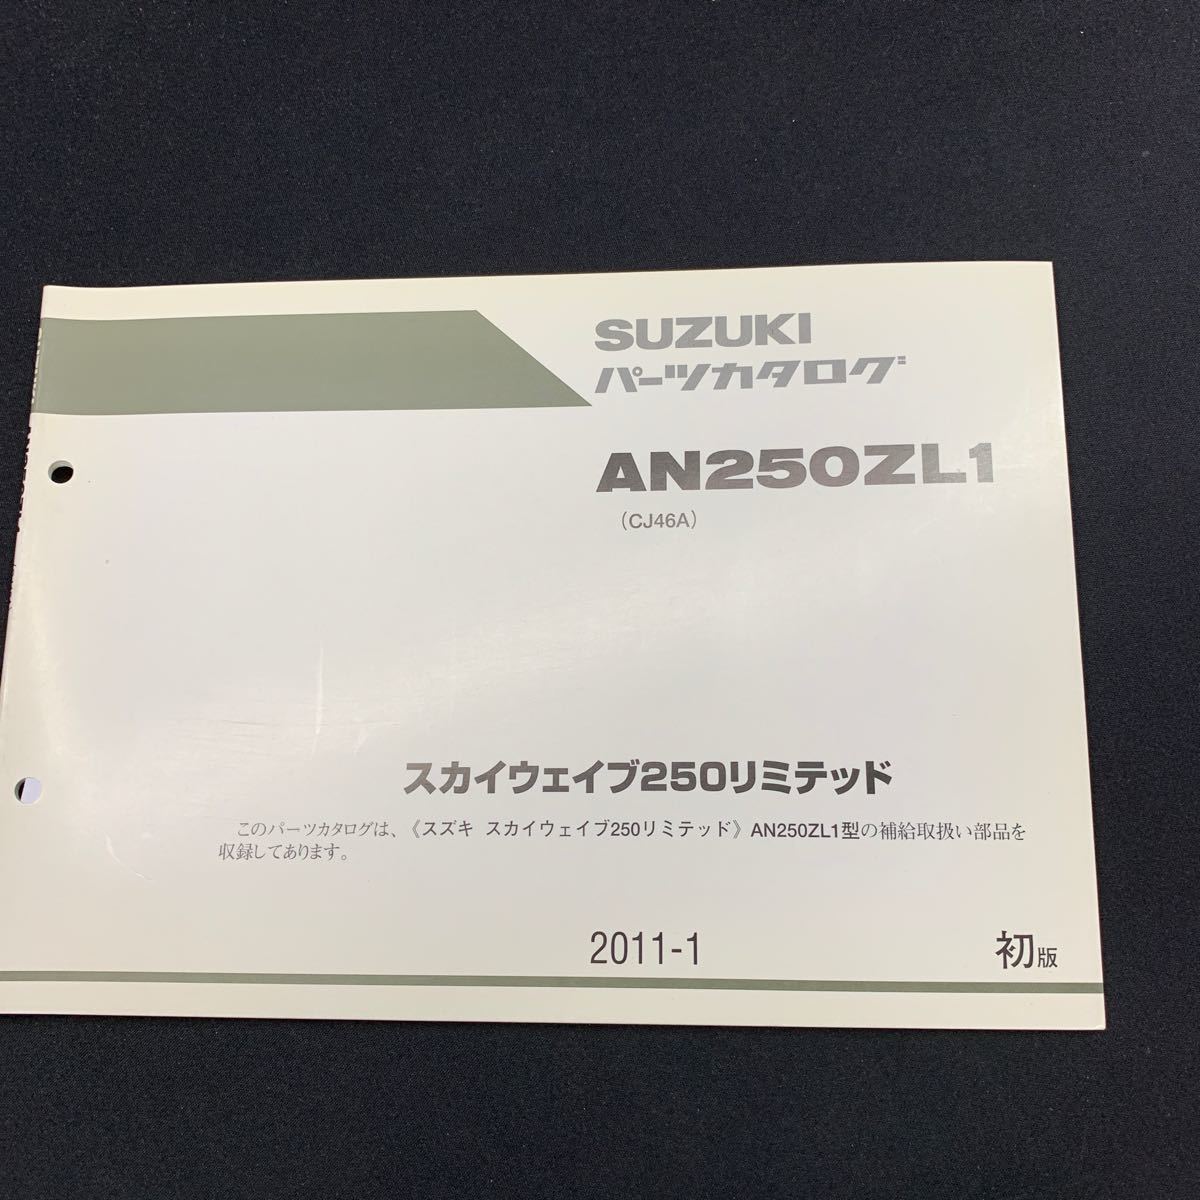 SUZUKI
パーツカタログ
AN250ZL1
(CJ46A)
スカイウェイブ250リミテッド
このパーツカタログは、《スズキ スカイウェイブ250リミテッド》AN250ZL1型の補給取扱い部品を
収録してあります。
2011-1 初版